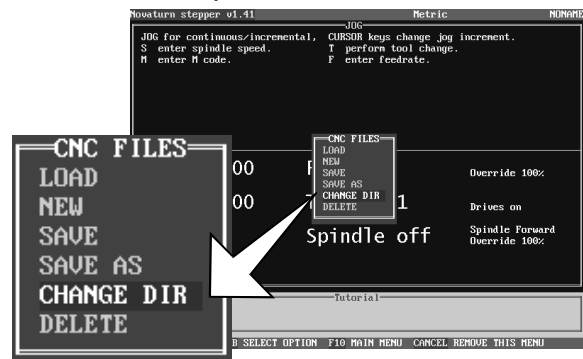 Novaturn stepper v1.41 Metric NONAME
JOG
JOG for continuous/incremental, CURSOR keys change jog increment.
S enter spindle speed. T perform tool change.
M enter M code. F enter feedrate.
CNC FILES
LOAD
NEW
SAVE
SAVE AS
CHANGE DIR
DELETE
00 F
Override 100%
00 T 1
Drives on
Spindle off
Spindle Forward
Override 100%
CNC FILES
LOAD
NEW
SAVE
SAVE AS
CHANGE DIR
DELETE
Tutorial
B SELECT OPTION F10 MAIN MENU CANCEL REMOVE THIS MENU